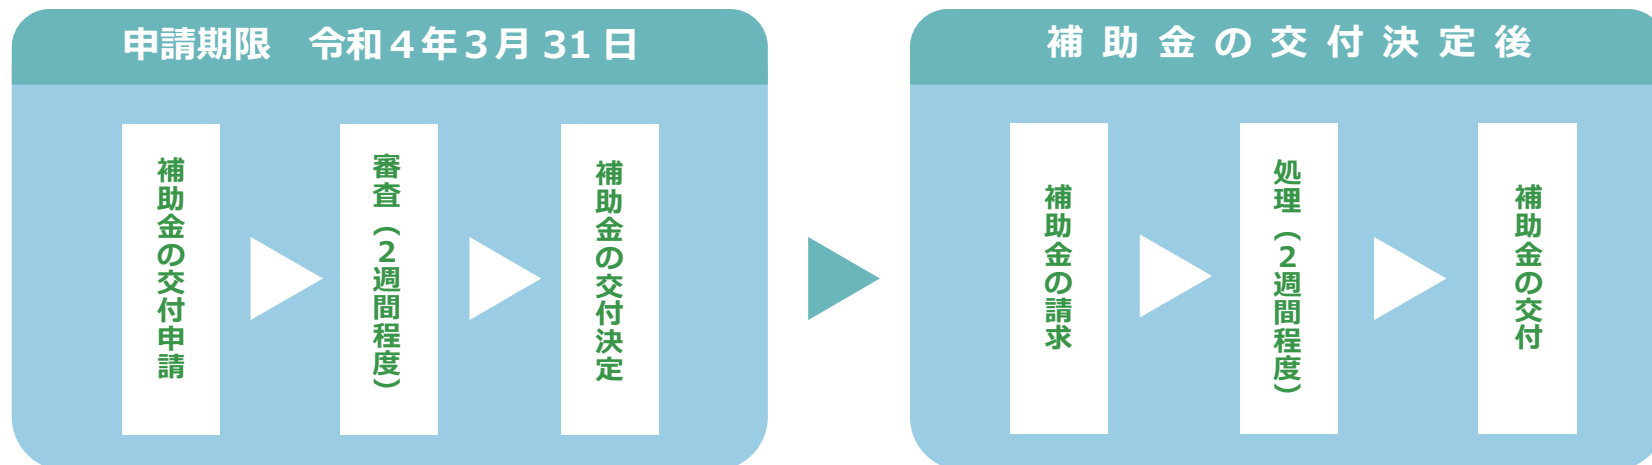 申請期限　令和４年３月31日
補助金の交付申請
審査（2週間程度）
補助金の交付決定
補助金の交付決定後
補助金の請求
処理（2週間程度）
補助金の交付